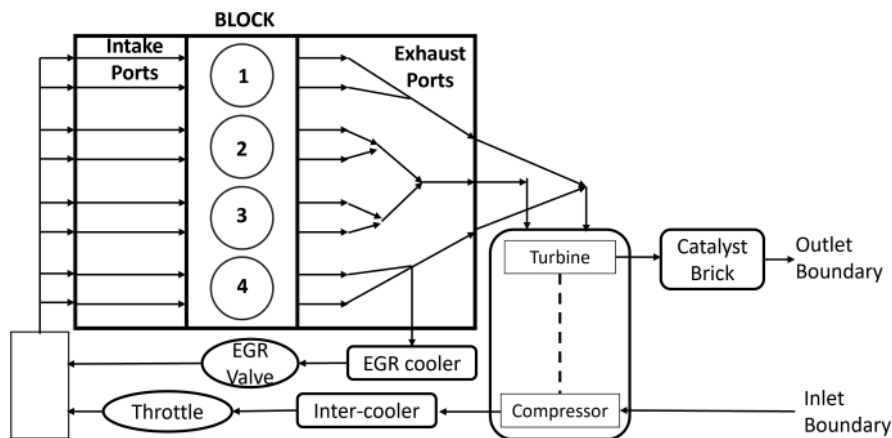 BLOCK
Intake
Ports
Exhaust
Ports
1
2
3
4
Turbine
Catalyst
Brick
Outlet
Boundary
EGR
Valve
EGR cooler
Throttle
Inter-cooler
Compressor
Inlet
Boundary